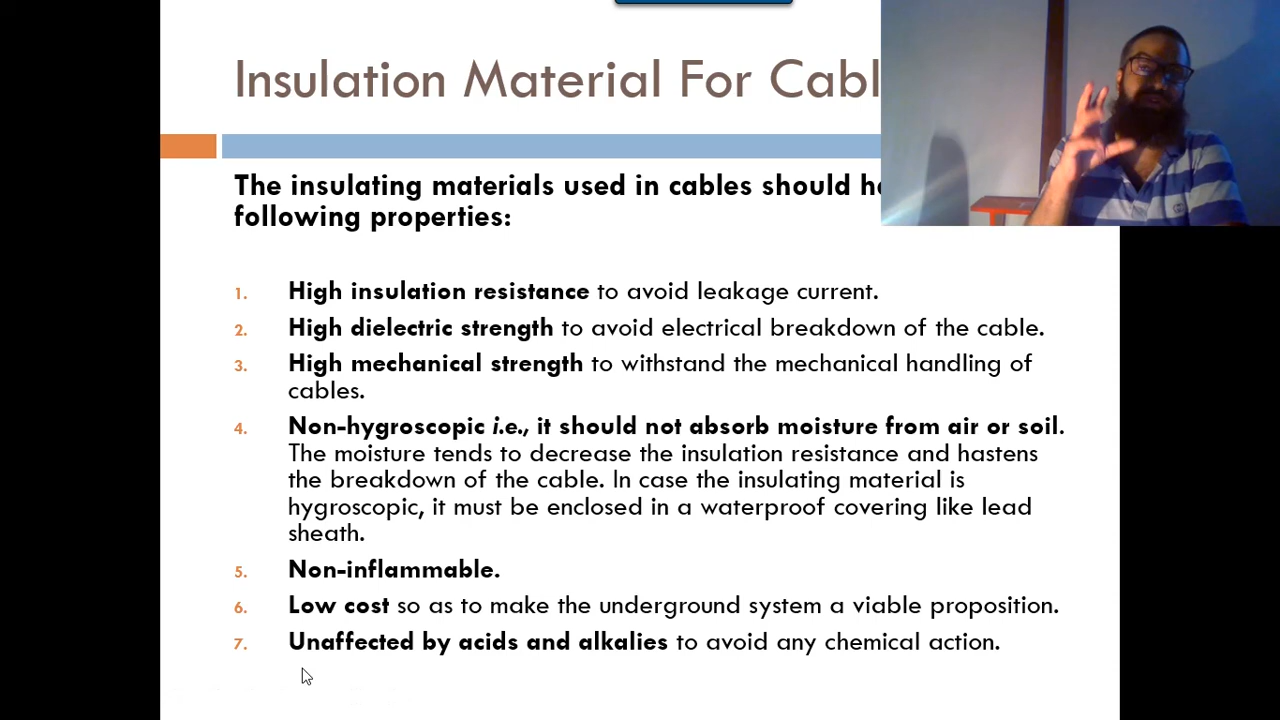 Insulation Material For Cabl
The insulating materials used in cables should ha
following properties:
1. High insulation resistance to avoid leakage current.
2. High dielectric strength to avoid electrical breakdown of the cable.
3. High mechanical strength to withstand the mechanical handling of
cables.
4. Non-hygroscopic i.e., it should not absorb moisture from air or soil.
The moisture tends to decrease the insulation resistance and hastens
the breakdown of the cable. In case the insulating material is
hygroscopic, it must be enclosed in a waterproof covering like lead
sheath.
5. Non-inflammable.
6. Low cost so as to make the underground system a viable proposition.
7. Unaffected by acids and alkalies to avoid any chemical action.